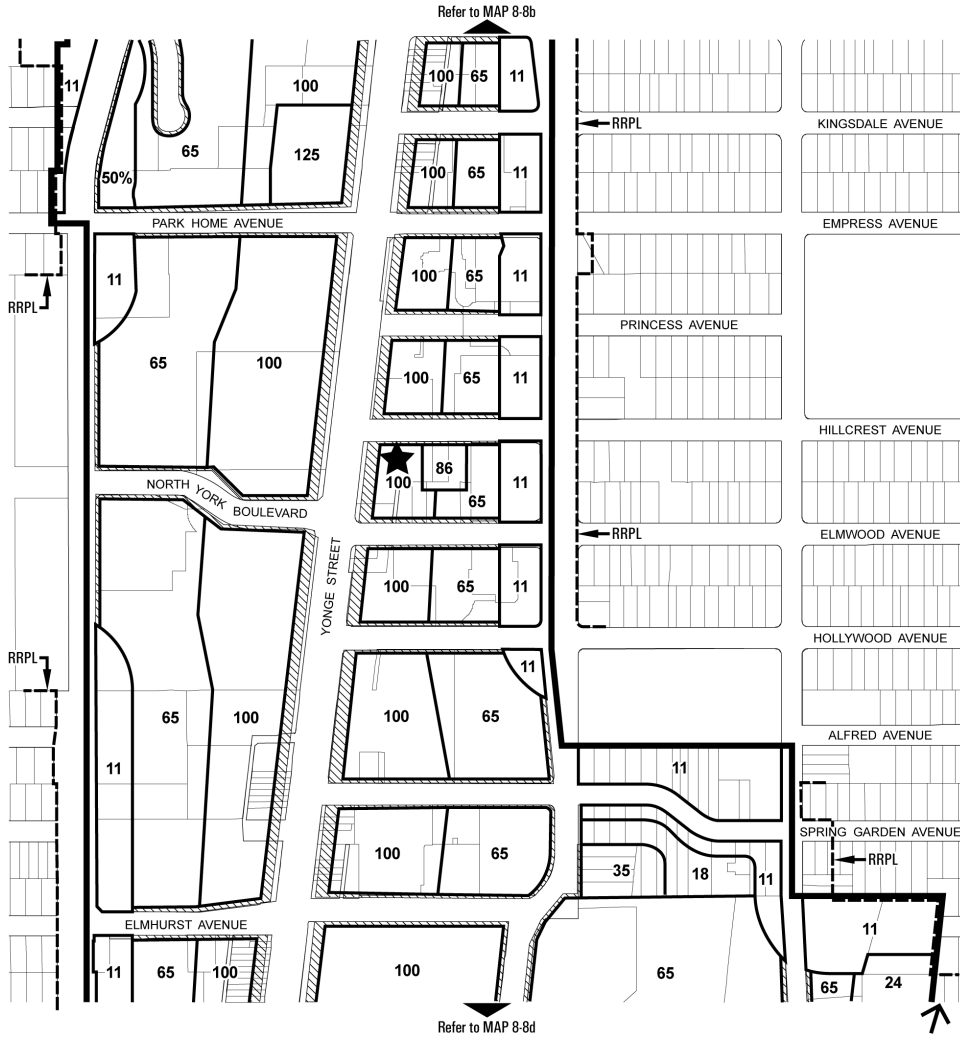 Refer to MAP 8-8b
11
100
65
11
100
65
125
KINGSDALE AVENUE
RRPL
50%
100
65
11
PARK HOME AVENUE
EMPRESS AVENUE
11
100
65
11
RRPL
PRINCESS AVENUE
65
100
100
65
11
HILLCREST AVENUE
86
100
65
11
NORTH YORK BOULEVARD
RRPL
ELMWOOD AVENUE
YONGE STREET
100
65
11
HOLLYWOOD AVENUE
RRPL
11
65
100
100
65
ALFRED AVENUE
11
11
SPRING GARDEN AVENUE
100
65
35
18
11
RRPL
ELMHURST AVENUE
11
11
65
100
100
65
65
24
Refer to MAP 8-8d